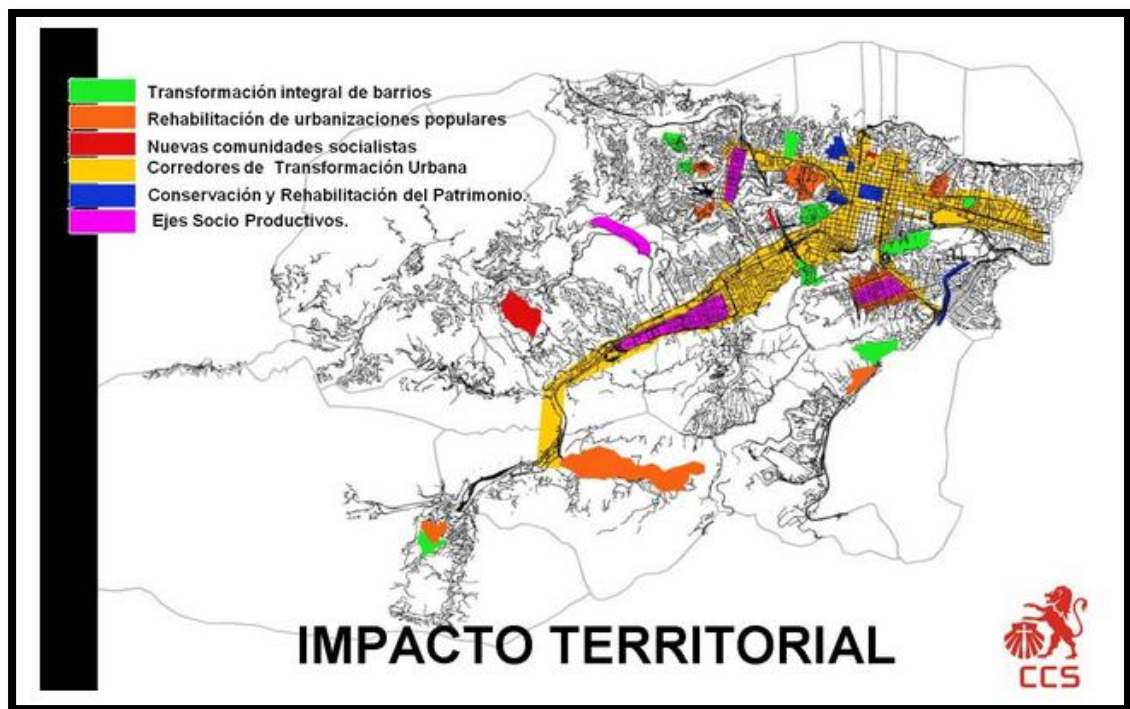 Transformación integral de barrios
Rehabilitación de urbanizaciones populares
Nuevas comunidades socialistas
Corredores de Transformación Urbana
Conservación y Rehabilitación del Patrimonio.
Ejes Socio Productivos.
IMPACTO TERRITORIAL
CCS